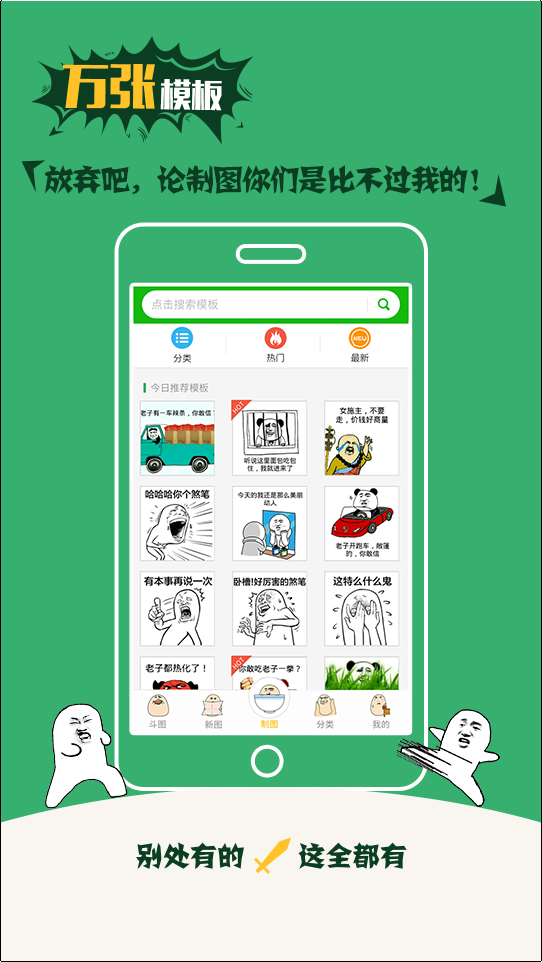 万张模板
放弃吧，论制图你们是比不过我的！
点击搜索模板
分类
热门
NEW
最新
今日推荐模板
老子有一车辣条，你敢信？
HOT
听说这里面包吃包
住，我就进来了
女施主，不要
走，价钱好商量
哈哈哈你个煞笔
今天的我还是那么美丽
动人
老子开跑车，敞篷
的，你敢信
有本事再说一次
卧槽!好厉害的煞笔
这特么什么鬼
老子都热化了！
HOT
你敢吃老子一拳？
斗图
新图
制图
分类
我的
别处有的
这全都有